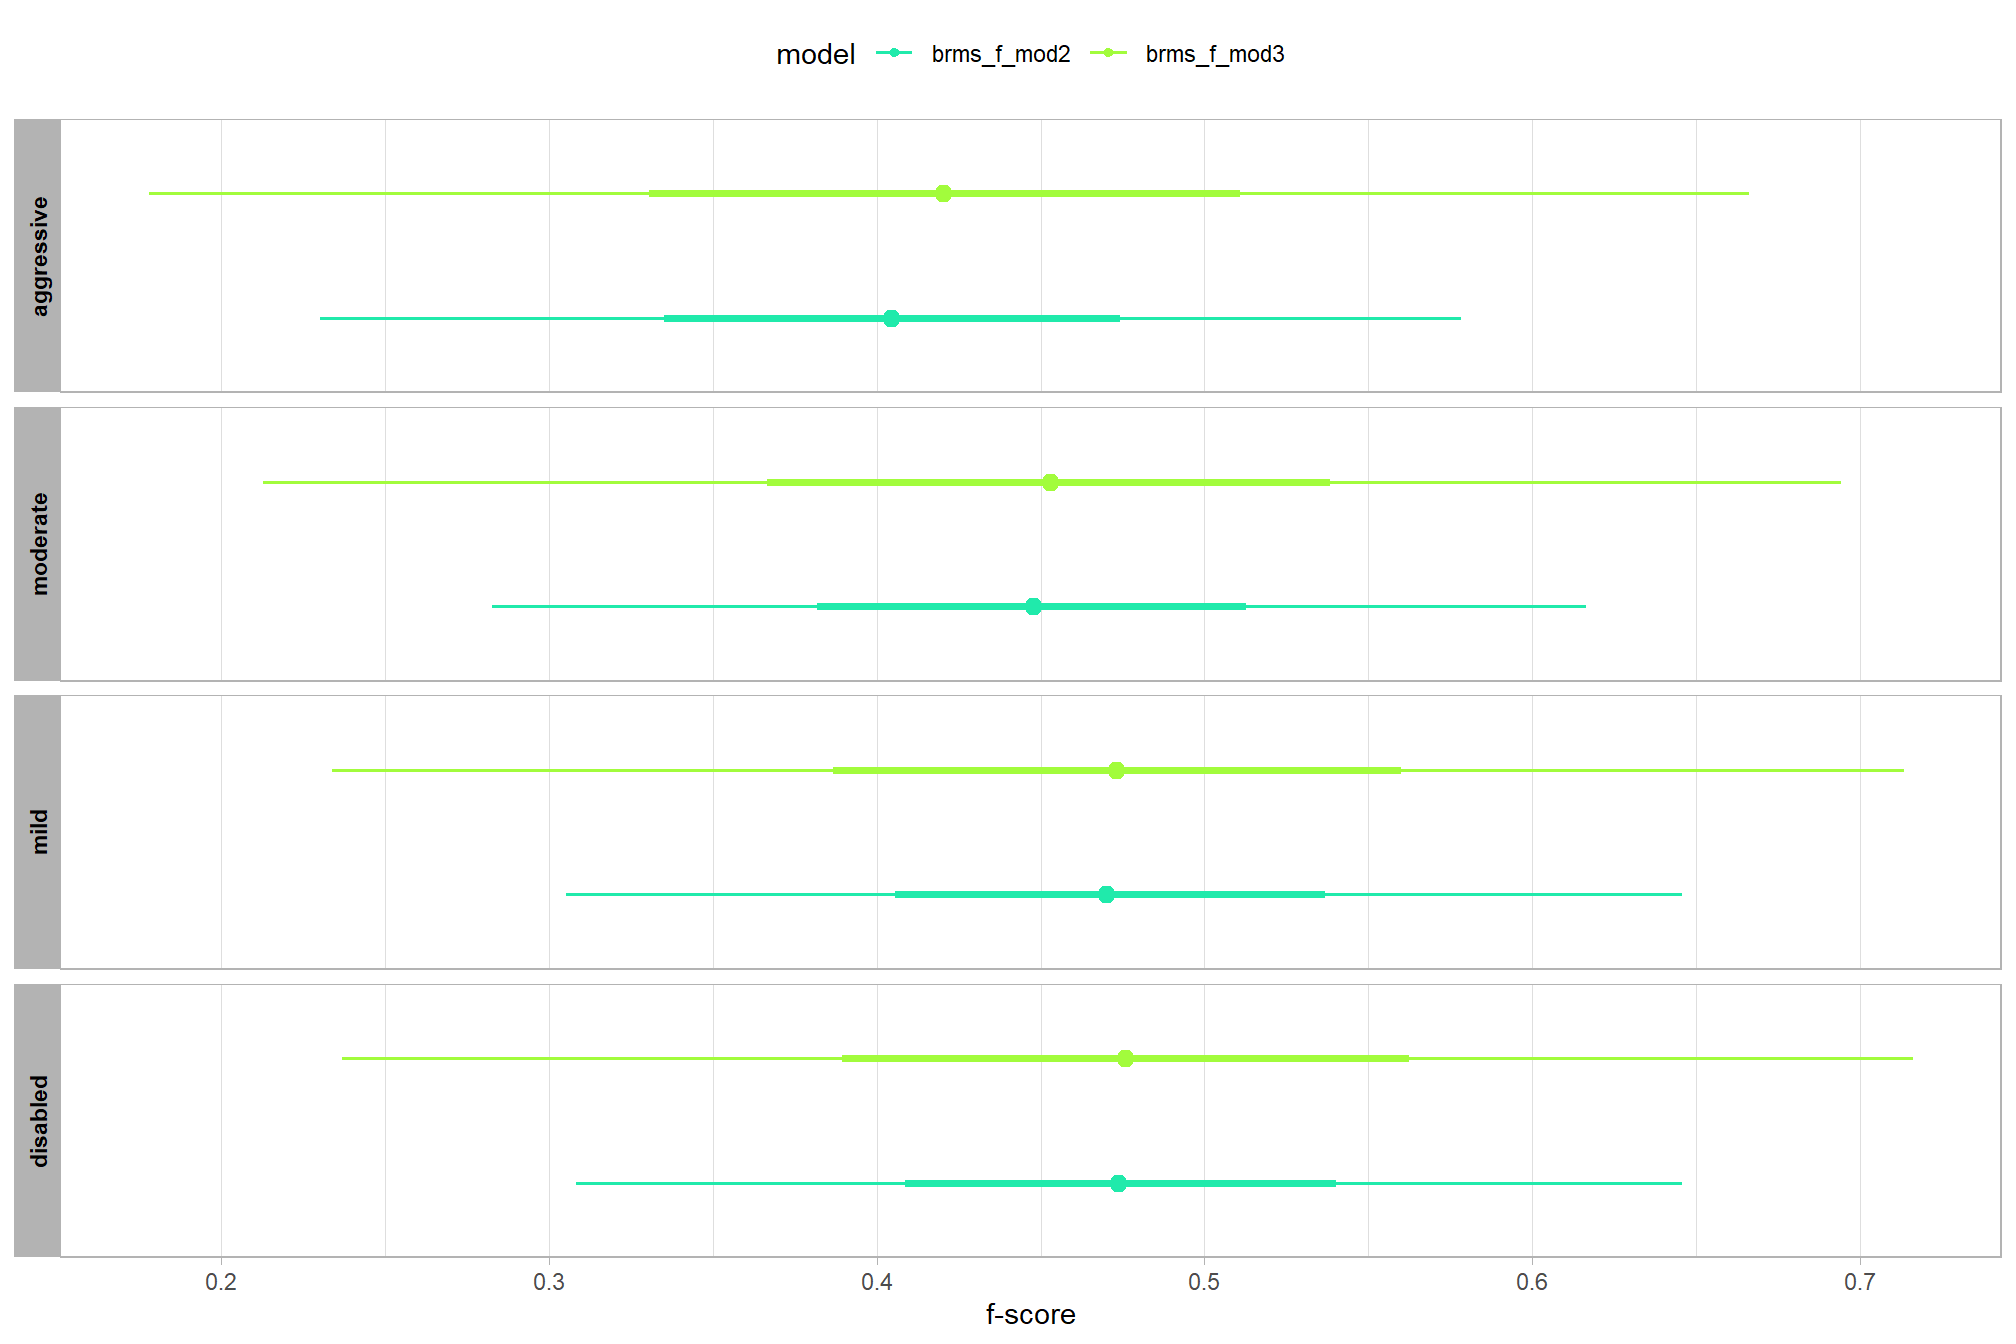 model brms_f_mod2 brms_f_mod3
aggressive
moderate
mild
disabled
0.2 0.3 0.4 0.5 0.6 0.7
f-score